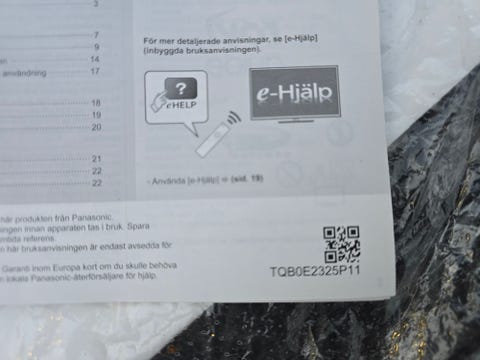 3
För mer detaljerade anvisningar, se [e-Hjälp]
(inbyggda bruksanvisningen).
7
9
14
användning
17
?
eHELP
e-Hjälp
18
19
20
- Använda [e-Hjälp] ⇨ (sid. 19)
21
22
22
här produkten från Panasonic.
ningen innan apparaten tas i bruk. Spara
amtida referens.
n här bruksanvisningen är endast avsedda för
Garanti inom Europa kort om du skulle behöva
n lokala Panasonic-återförsäljare för hjälp.
TQB0E2325P11